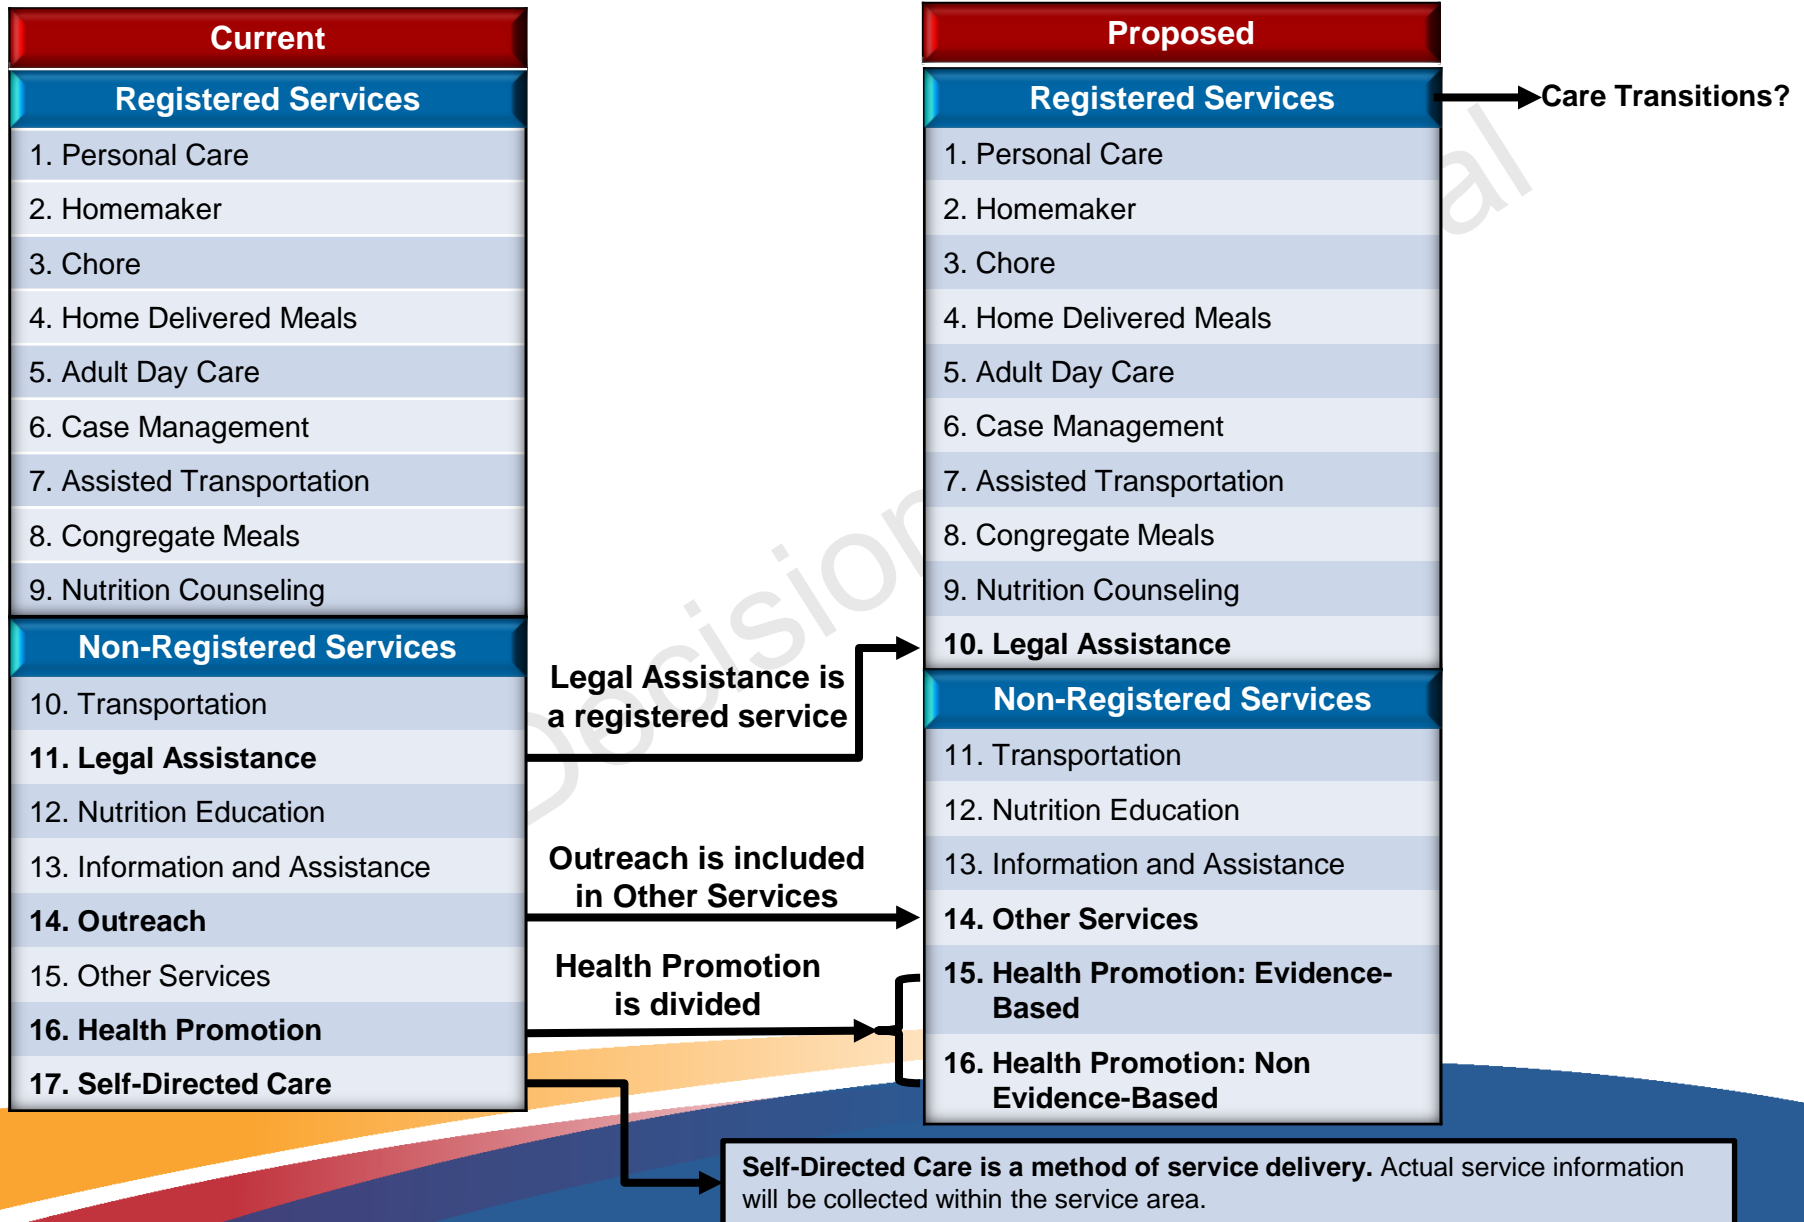 Current
Registered Services
1. Personal Care
2. Homemaker
3. Chore
4. Home Delivered Meals
5. Adult Day Care
6. Case Management
7. Assisted Transportation
8. Congregate Meals
9. Nutrition Counseling
Non-Registered Services
10. Transportation
11. Legal Assistance
12. Nutrition Education
13. Information and Assistance
14. Outreach
15. Other Services
16. Health Promotion
17. Self-Directed Care
Legal Assistance is
a registered service
Outreach is included
in Other Services
Health Promotion
is divided
Proposed
Registered Services
1. Personal Care
2. Homemaker
3. Chore
4. Home Delivered Meals
5. Adult Day Care
6. Case Management
7. Assisted Transportation
8. Congregate Meals
9. Nutrition Counseling
10. Legal Assistance
Non-Registered Services
11. Transportation
12. Nutrition Education
13. Information and Assistance
14. Other Services
15. Health Promotion: Evidence-
Based
16. Health Promotion: Non
Evidence-Based
Care Transitions?
Self-Directed Care is a method of service delivery. Actual service information
will be collected within the service area.